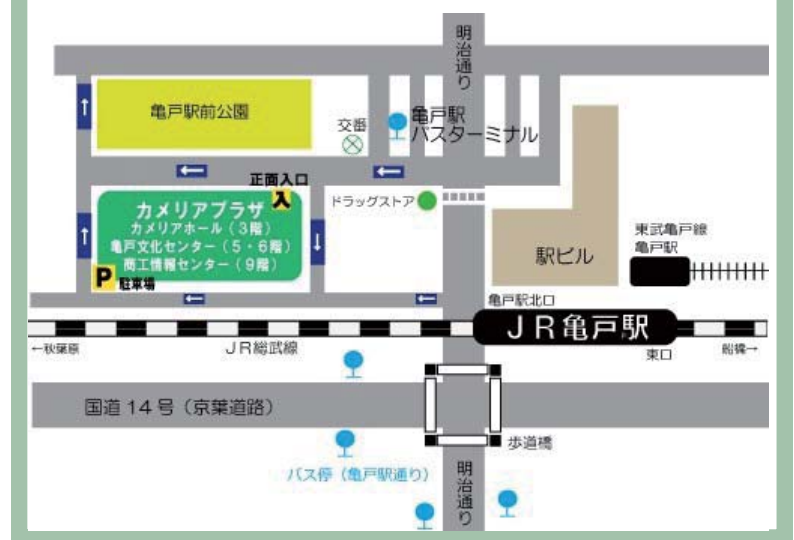 明治通り
亀戸駅前公園
交番
亀戸駅
バスターミナル
正面入口
入
ドラッグストア
カメリアプラザ
カメリアホール（3階）
亀戸文化センター（5・6階）
商工情報センター（9階）
P 駐車場
駅ビル
東武亀戸線
亀戸駅
亀戸駅北口
JR亀戸駅
←秋葉原
JR総武線
東口
船橋→
国道14号（京葉道路）
歩道橋
バス停（亀戸駅通り）
明治通り